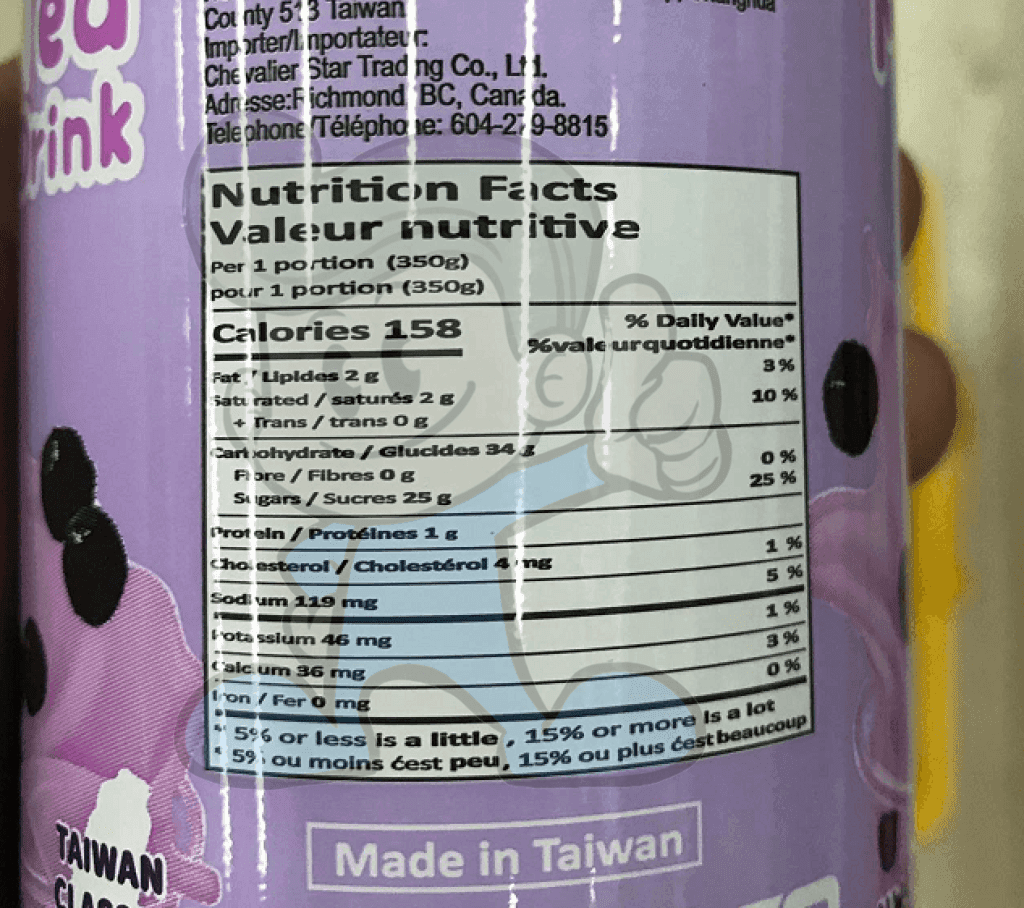 County 513 Taiwan
Importer/Importateur:
Chevalier Star Trading Co., Ltd.
Adresse:Richmond BC, Canada.
Telephone/Téléphone: 604-279-8815
rink
Nutrition Facts
Valeur nutritive
Per 1 portion (350g)
pour 1 portion (350g)
Calories 158
% Daily Value*
%valeurquotidienne*
Fat / Lipides 2 g 3 %
Saturated / saturés 2 g 10 %
+ Trans / trans 0 g
Carbohydrate / Glucides 34 g
Fibre / Fibres 0 g 0 %
Sugars / Sucres 25 g 25 %
Protein / Protéines 1 g
Cholesterol / Cholestérol 4 mg 1 %
Sodium 119 mg 5 %
Potassium 46 mg 1 %
Calcium 36 mg 3 %
Iron / Fer 0 mg 0 %
* 5% or less is a little , 15% or more is a lot
* 5% ou moins ćest peu, 15% ou plus ćest beaucoup
Made in Taiwan
TAIWAN